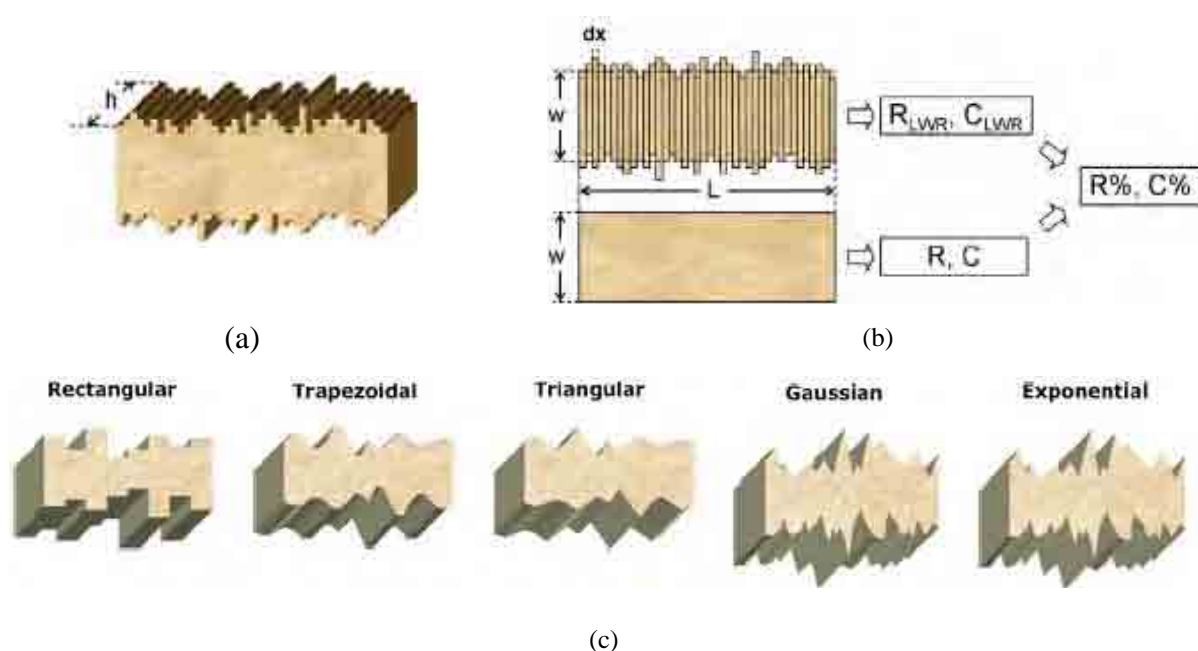 h
(a)
dx
w
L
w
R_LWR, C_LWR
R, C
R%, C%
(b)
Rectangular Trapezoidal Triangular Gaussian Exponential
(c)